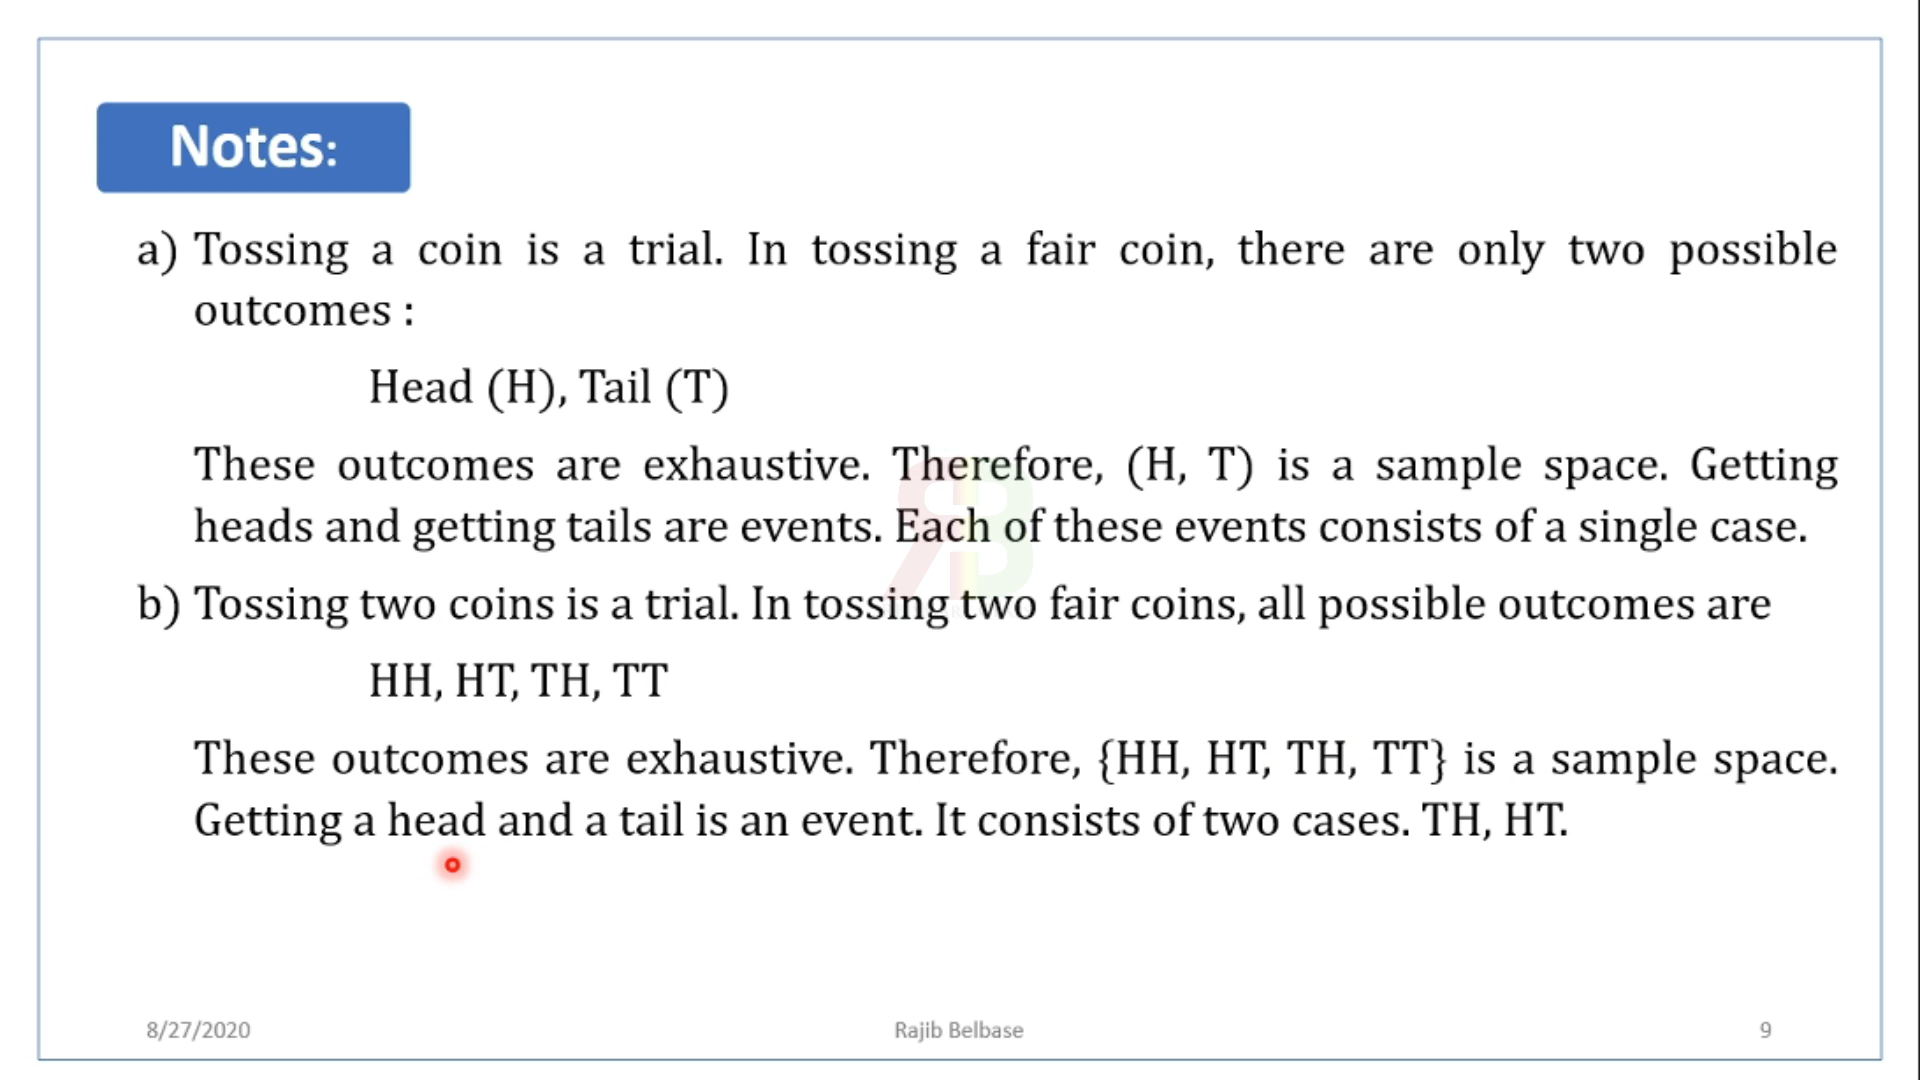 Notes:
a) Tossing a coin is a trial. In tossing a fair coin, there are only two possible
outcomes :
Head (H), Tail (T)
These outcomes are exhaustive. Therefore, (H, T) is a sample space. Getting
heads and getting tails are events. Each of these events consists of a single case.
b) Tossing two coins is a trial. In tossing two fair coins, all possible outcomes are
HH, HT, TH, TT
These outcomes are exhaustive. Therefore, {HH, HT, TH, TT} is a sample space.
Getting a head and a tail is an event. It consists of two cases. TH, HT.
8/27/2020
Rajib Belbase
9